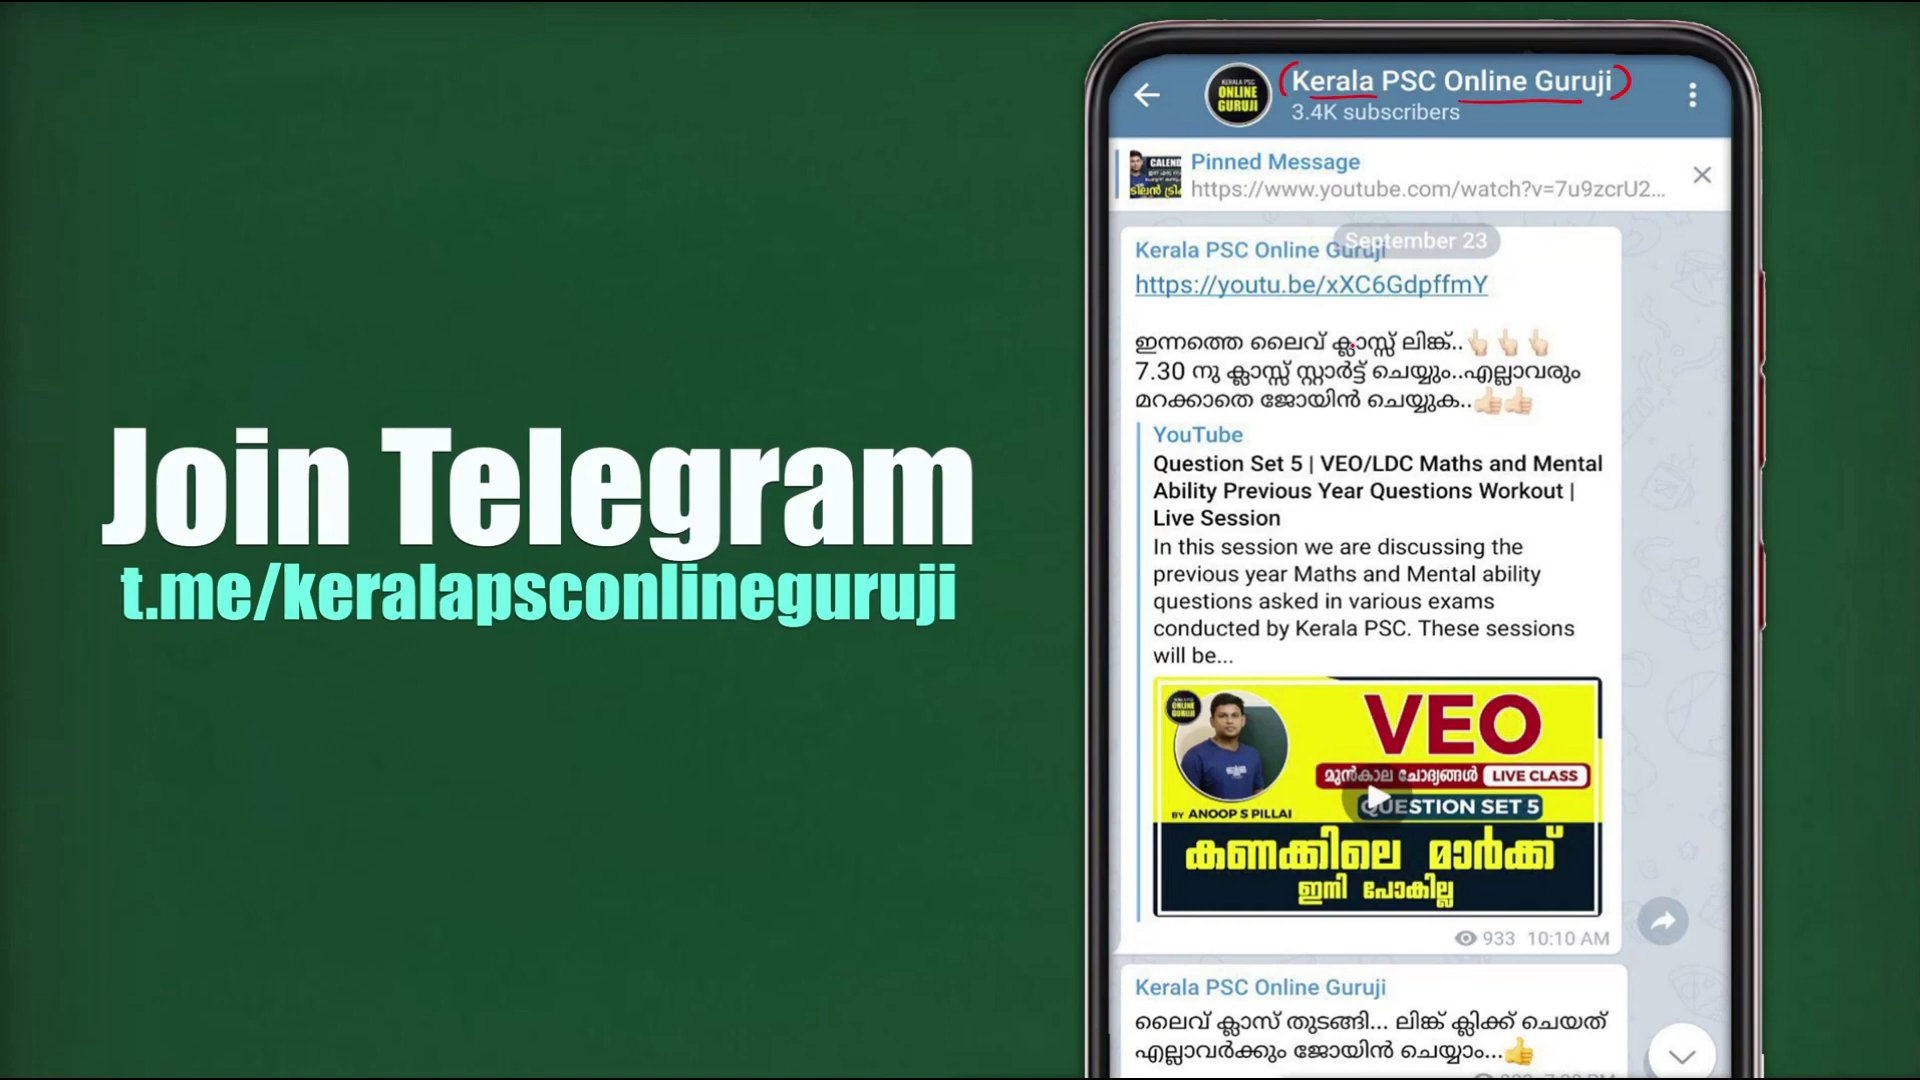 Join Telegram
t.me/keralapsconlineguruji
KERALA PSC
ONLINE
GURUJI
Kerala PSC Online Guruji
3.4K subscribers
CALEND
Pinned Message
https://www.youtube.com/watch?v=7u9zcrU2...
September 23
Kerala PSC Online Guruji
https://youtu.be/xXC6GdpffmY
ഇന്നത്തെ ലൈവ് ക്ലാസ്സ് ലിങ്ക്..👆🏻👆🏻👆🏻
7.30 നു ക്ലാസ്സ് സ്റ്റാർട്ട് ചെയ്യും..എല്ലാവരും
മറക്കാതെ ജോയിൻ ചെയ്യുക..👍🏻👍🏻
YouTube
Question Set 5 | VEO/LDC Maths and Mental
Ability Previous Year Questions Workout |
Live Session
In this session we are discussing the
previous year Maths and Mental ability
questions asked in various exams
conducted by Kerala PSC. These sessions
will be...
ONLINE
GURUJI
VEO
മുൻകാല ചോദ്യങ്ങൾ LIVE CLASS
QUESTION SET 5
BY ANOOP S PILLAI
കണക്കിലെ മാർക്ക്
ഇനി പോകില്ല
933 10:10 AM
Kerala PSC Online Guruji
ലൈവ് ക്ലാസ് തുടങ്ങി... ലിങ്ക് ക്ലിക്ക് ചെയത്
എല്ലാവർക്കും ജോയിൻ ചെയ്യാം...👍